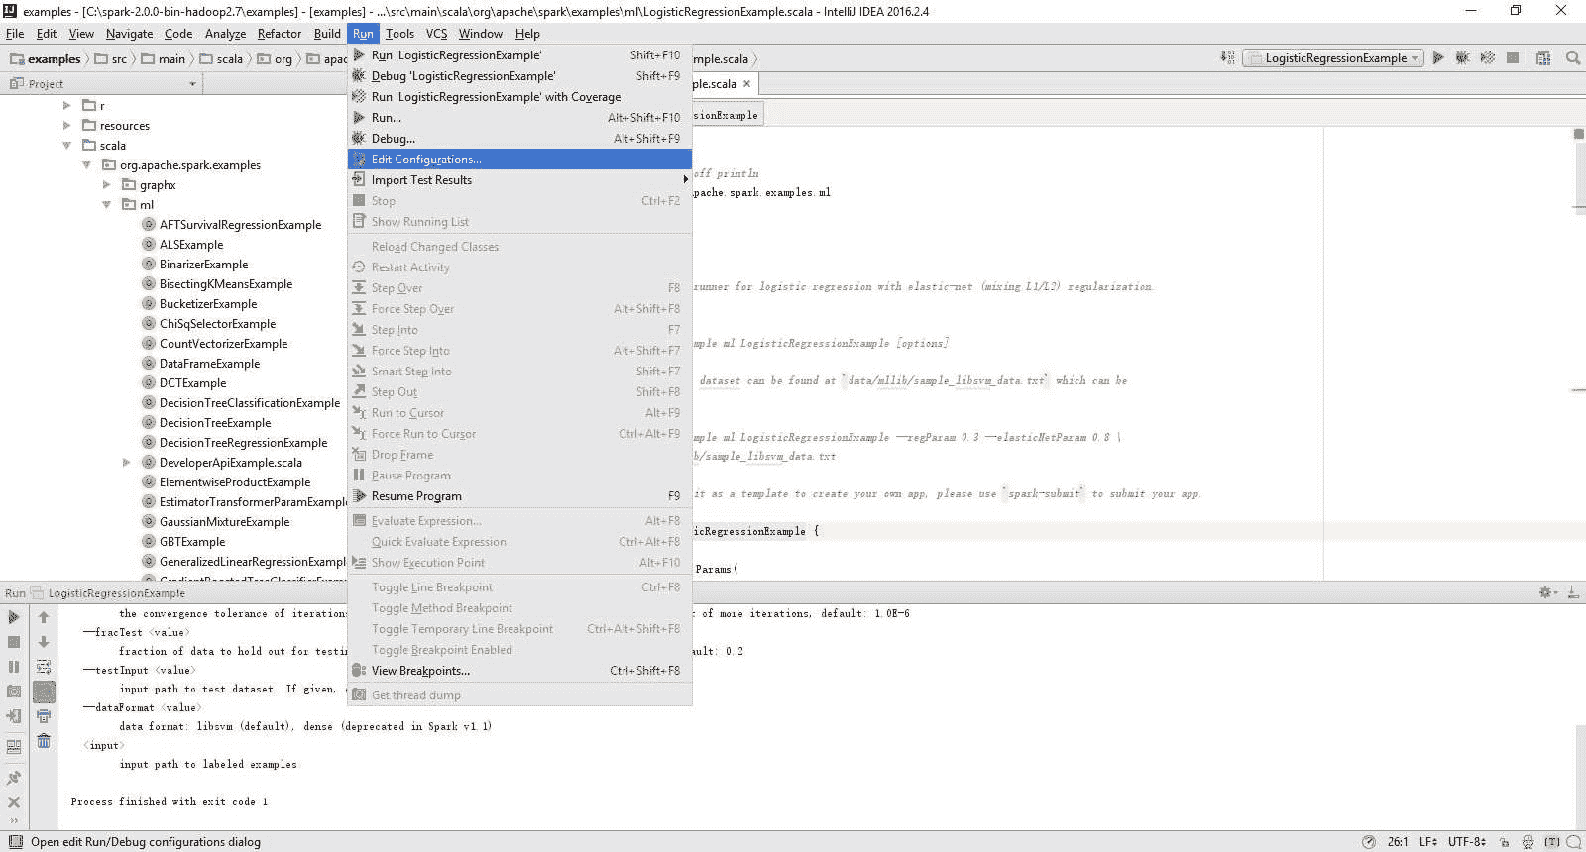 examples - [C:\spark-2.0.0-bin-hadoop2.7\examples] - [examples] - ...\src\main\scala\org\apache\spark\examples\ml\LogisticRegressionExample.scala - IntelliJ IDEA 2016.2.4
File Edit View Navigate Code Analyze Refactor Build Run Tools VCS Window Help
examples src main scala org apac mple.scala LogisticRegressionExample
Project ple.scala
r
resources
scala
org.apache.spark.examples
graphx
ml
AFTSurvivalRegressionExample
ALSExample
BinarizerExample
BisectingKMeansExample
BucketizerExample
ChiSqSelectorExample
CountVectorizerExample
DataFrameExample
DCTExample
DecisionTreeClassificationExample
DecisionTreeExample
DecisionTreeRegressionExample
DeveloperApiExample.scala
ElementwiseProductExample
EstimatorTransformerParamExample
GaussianMixtureExample
GBTExample
GeneralizedLinearRegressionExampl
GradientBoostedTreeClassifierExam
Run 'LogisticRegressionExample' Shift+F10
Debug 'LogisticRegressionExample' Shift+F9
Run 'LogisticRegressionExample' with Coverage
Run... Alt+Shift+F10
Debug... Alt+Shift+F9
Edit Configurations...
Import Test Results
Stop Ctrl+F2
Show Running List
Reload Changed Classes
Restart Activity
Step Over F8
Force Step Over Alt+Shift+F8
Step Into F7
Force Step Into Alt+Shift+F7
Smart Step Into Shift+F7
Step Out Shift+F8
Run to Cursor Alt+F9
Force Run to Cursor Ctrl+Alt+F9
Drop Frame
Pause Program
Resume Program F9
Evaluate Expression... Alt+F8
Quick Evaluate Expression Ctrl+Alt+F8
Show Execution Point Alt+F10
Toggle Line Breakpoint Ctrl+F8
Toggle Method Breakpoint
Toggle Temporary Line Breakpoint Ctrl+Alt+Shift+F8
Toggle Breakpoint Enabled
View Breakpoints... Ctrl+Shift+F8
Get thread dump
sionExample
off println
pache.spark.examples.ml
runner for logistic regression with elastic-net (mixing L1/L2) regularization.
mple ml.LogisticRegressionExample [options]
dataset can be found at `data/mllib/sample_libsvm_data.txt` which can be
mple ml.LogisticRegressionExample --regParam 0.3 --elasticNetParam 0.8 \
b/sample_libsvm_data.txt
it as a template to create your own app, please use `spark-submit` to submit your app.
icRegressionExample {
Params(
Run LogisticRegressionExample
the convergence tolerance of iterations of more iterations, default: 1.0E-6
--fracTest <value>
fraction of data to hold out for testin ault: 0.2
--testInput <value>
input path to test dataset. If given,
--dataFormat <value>
data format: libsvm (default), dense (deprecated in Spark v1.1)
<input>
input path to labeled examples
Process finished with exit code 1
Open edit Run/Debug configurations dialog 26:1 LF UTF-8 [T]